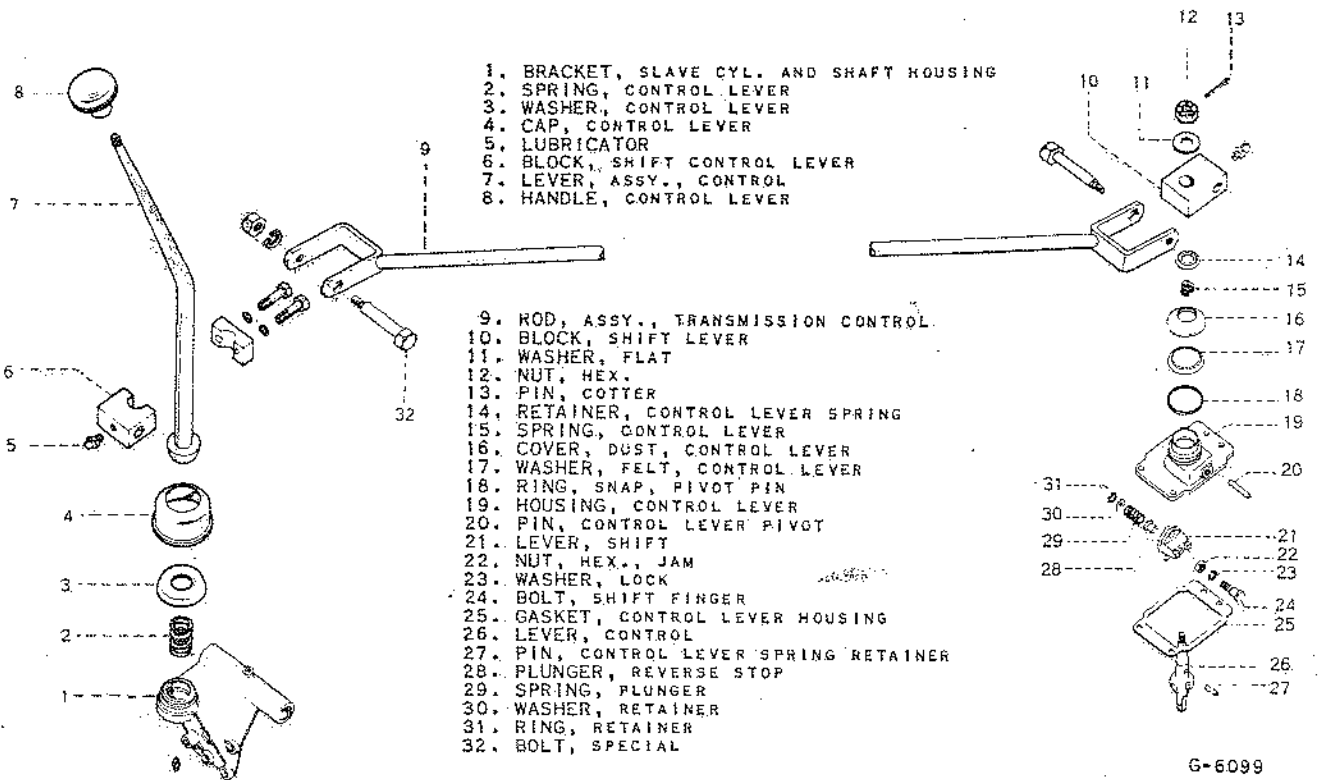 1. BRACKET, SLAVE CYL. AND SHAFT HOUSING
2. SPRING, CONTROL LEVER
3. WASHER, CONTROL LEVER
4. CAP, CONTROL LEVER
5. LUBRICATOR
6. BLOCK, SHIFT CONTROL LEVER
7. LEVER, ASSY., CONTROL
8. HANDLE, CONTROL LEVER
9. ROD, ASSY., TRANSMISSION CONTROL
10. BLOCK, SHIFT LEVER
11. WASHER, FLAT
12. NUT, HEX.
13. PIN, COTTER
14. RETAINER, CONTROL LEVER SPRING
15. SPRING, CONTROL LEVER
16. COVER, DUST, CONTROL LEVER
17. WASHER, FELT, CONTROL LEVER
18. RING, SNAP, PIVOT PIN
19. HOUSING, CONTROL LEVER
20. PIN, CONTROL LEVER PIVOT
21. LEVER, SHIFT
22. NUT, HEX., JAM
23. WASHER, LOCK
24. BOLT, SHIFT FINGER
25. GASKET, CONTROL LEVER HOUSING
26. LEVER, CONTROL
27. PIN, CONTROL LEVER SPRING RETAINER
28. PLUNGER, REVERSE STOP
29. SPRING, PLUNGER
30. WASHER, RETAINER
31. RING, RETAINER
32. BOLT, SPECIAL
8
7
6
5
4
3
2
1
9
32
12
13
10
11
14
15
16
17
18
19
20
31
30
29
28
21
22
23
24
25
26
27
G-6099